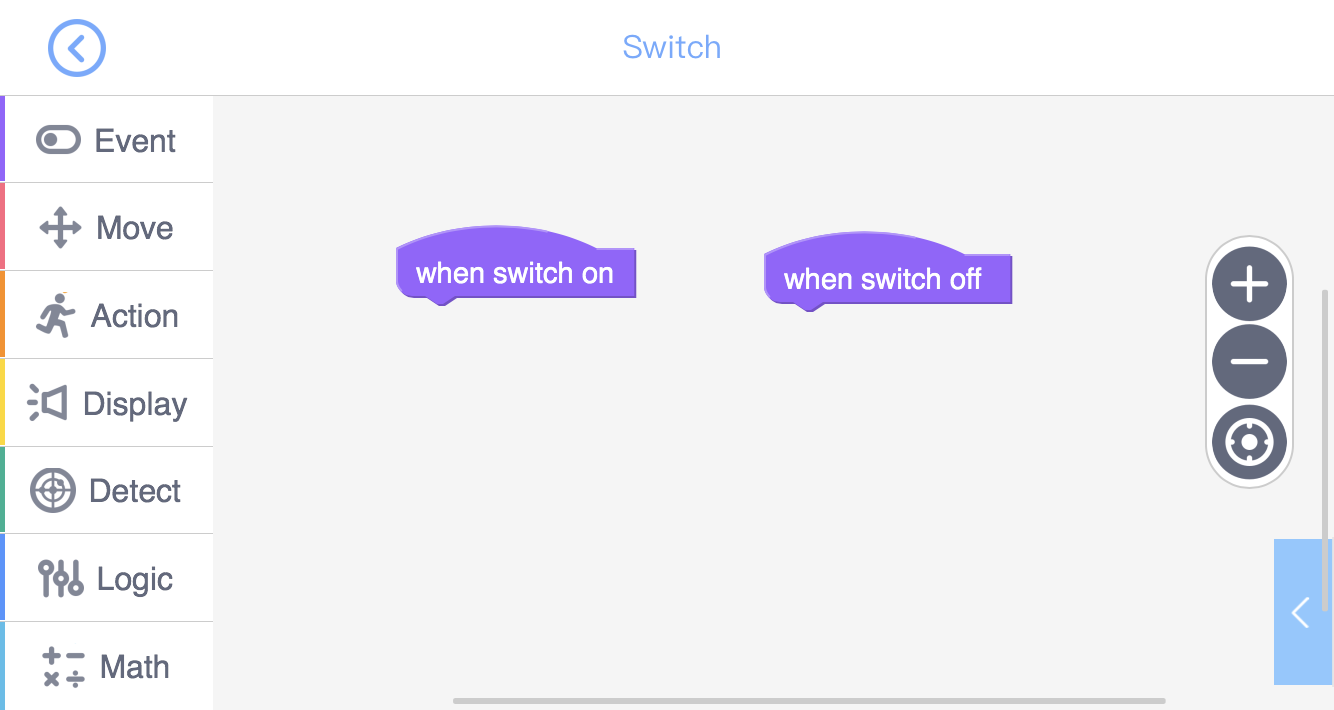 Switch
Event
Move
Action
Display
Detect
Logic
Math
when switch on
when switch off